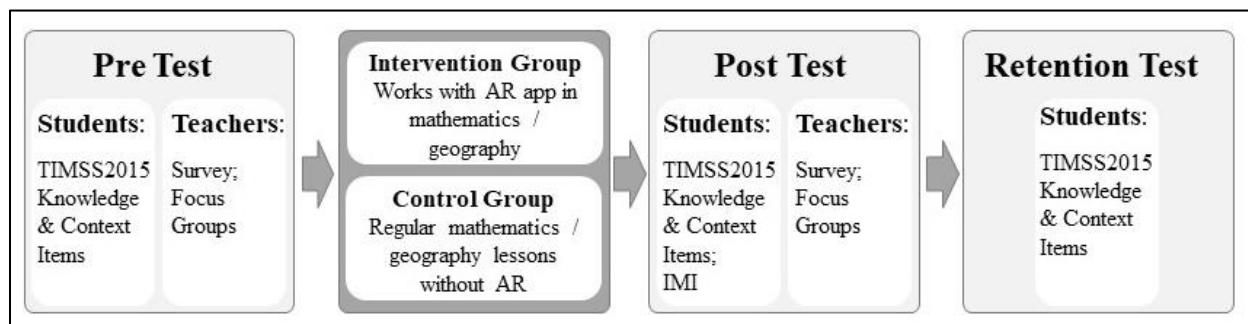 Pre Test
Students:
TIMSS2015
Knowledge
& Context
Items
Teachers:
Survey;
Focus
Groups
Intervention Group
Works with AR app in
mathematics /
geography
Control Group
Regular mathematics /
geography lessons
without AR
Post Test
Students:
TIMSS2015
Knowledge
& Context
Items;
IMI
Teachers:
Survey;
Focus
Groups
Retention Test
Students:
TIMSS2015
Knowledge
& Context
Items